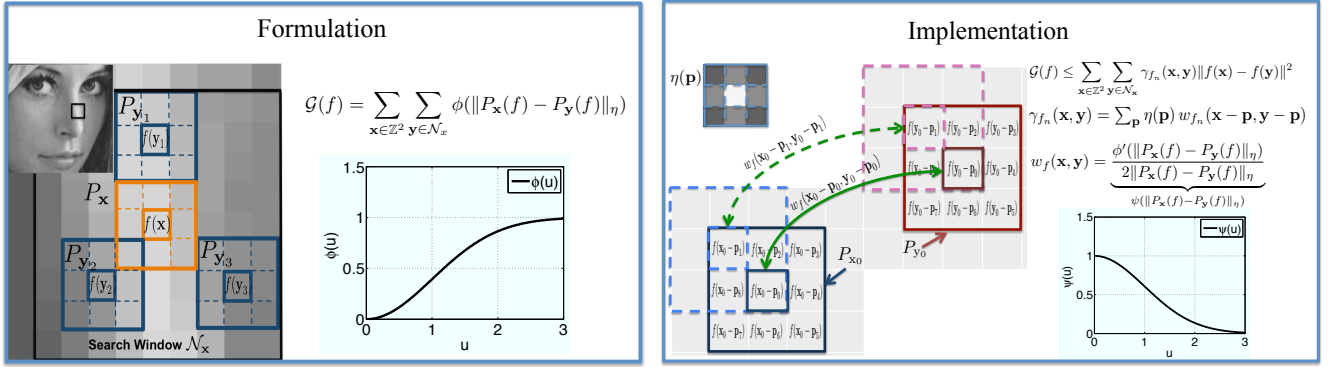 Formulation
P_{y_1}
f(y_1)
P_x
f(x)
P_{y_2}
f(y_2)
P_{y_3}
f(y_3)
Search Window 𝒩_x
𝒢(f) = ∑_{x∈ℤ²} ∑_{y∈𝒩_x} ϕ(‖P_x(f) − P_y(f)‖_η)
1.5
1
0.5
0
0 1 2 3
ϕ(u)
u
ϕ(u)
Implementation
η(p)
𝒢(f) ≤ ∑_{x∈ℤ²} ∑_{y∈𝒩_x} γ_{f_n}(x, y)‖f(x) − f(y)‖²
γ_{f_n}(x, y) = ∑_p η(p) w_{f_n}(x − p, y − p)
w_f(x, y) = ϕ′(‖P_x(f) − P_y(f)‖_η) / 2‖P_x(f) − P_y(f)‖_η
ψ(‖P_x(f)−P_y(f)‖_η)
w_f(x_0 − p_1, y_0 − p_1)
w_f(x_0 − p_0, y_0 − p_0)
f(y_0 − p_1) f(y_0 − p_2) f(y_0 − p_3)
f(y_0 − p_8) f(y_0 − p_0) f(y_0 − p_4)
f(y_0 − p_7) f(y_0 − p_6) f(y_0 − p_5)
P_{y_0}
f(x_0 − p_1) f(x_0 − p_2) f(x_0 − p_3)
f(x_0 − p_8) f(x_0 − p_0) f(x_0 − p_4)
f(x_0 − p_7) f(x_0 − p_6) f(x_0 − p_5)
P_{x_0}
1.5
1
0.5
0
0 1 2 3
ψ(u)
u
ψ(u)